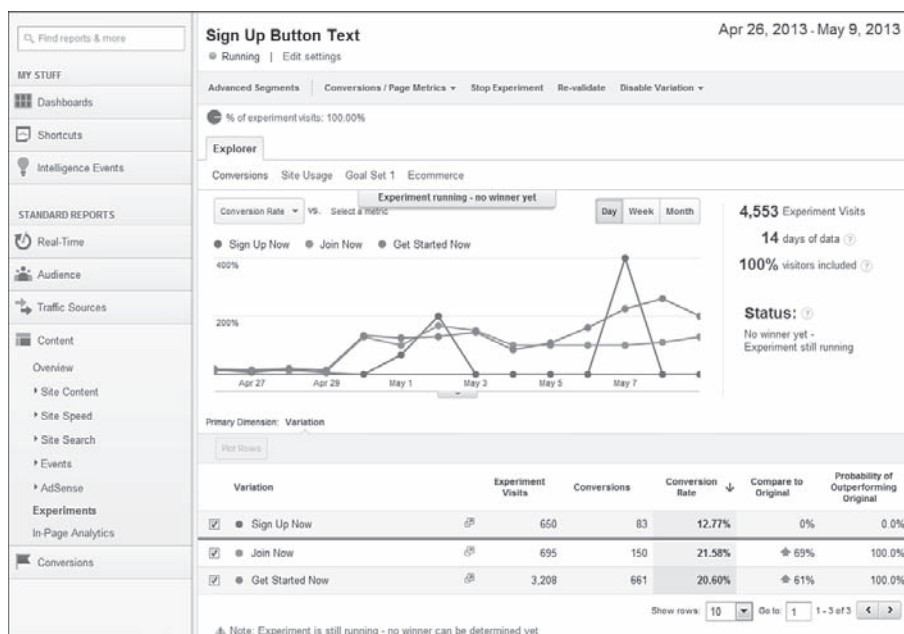 Find reports & more
MY STUFF
Dashboards
Shortcuts
Intelligence Events
STANDARD REPORTS
Real-Time
Audience
Traffic Sources
Content
Overview
Site Content
Site Speed
Site Search
Events
AdSense
Experiments
In-Page Analytics
Conversions
Sign Up Button Text
Apr 26, 2013 - May 9, 2013
Running | Edit settings
Advanced Segments Conversions / Page Metrics Stop Experiment Re-validate Disable Variation
% of experiment visits: 100.00%
Explorer
Conversions Site Usage Goal Set 1 Ecommerce
Experiment running - no winner yet
Conversion Rate VS. Select a metric Day Week Month
Sign Up Now Join Now Get Started Now
400%
200%
Apr 27 Apr 29 May 1 May 3 May 5 May 7
4,553 Experiment Visits
14 days of data ?
100% visitors included ?
Status: ?
No winner yet -
Experiment still running
Primary Dimension: Variation
Plot Rows
Variation Experiment Visits Conversions Conversion Rate Compare to Original Probability of Outperforming Original
Sign Up Now 650 83 12.77% 0% 0.0%
Join Now 695 150 21.58% 69% 100.0%
Get Started Now 3,208 661 20.60% 61% 100.0%
Show rows: 10 Go to: 1 1 - 3 of 3
Note: Experiment is still running - no winner can be determined yet